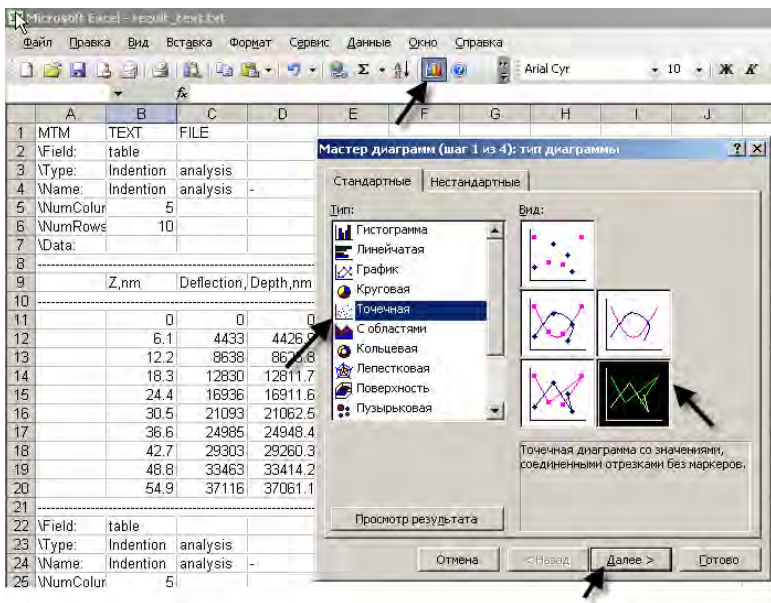 Microsoft Excel - result_text.txt
Файл Правка Вид Вставка Формат Сервис Данные Окно Справка
Arial Cyr 10 Ж К
fx
A B C D E F G H I J
1 MTM TEXT FILE
2 \Field: table
3 \Type: Indention analysis
4 \Name: Indention analysis -
5 \NumColur 5
6 \NumRows 10
7 \Data:
8 --------------------
9 Z,nm Deflection, Depth,nm
10 --------------------
11 0 0 0
12 6.1 4433
13 12.2 8638
14 18.3 12830 12811.7
15 24.4 16936 16911.6
16 30.5 21093 21062.5
17 36.6 24985 24948.4
18 42.7 29303 29260.3
19 48.8 33463 33414.2
20 54.9 37116 37061.1
21 --------------------
22 \Field: table
23 \Type: Indention analysis
24 \Name: Indention analysis -
25 \NumColur 5
Мастер диаграмм (шаг 1 из 4): тип диаграммы
Стандартные Нестандартные
Тип:
Гистограмма
Линейчатая
График
Круговая
Точечная
С областями
Кольцевая
Лепестковая
Поверхность
Пузырьковая
Вид:
Точечная диаграмма со значениями,
соединенными отрезками без маркеров.
Просмотр результата
Отмена < Назад Далее > Готово